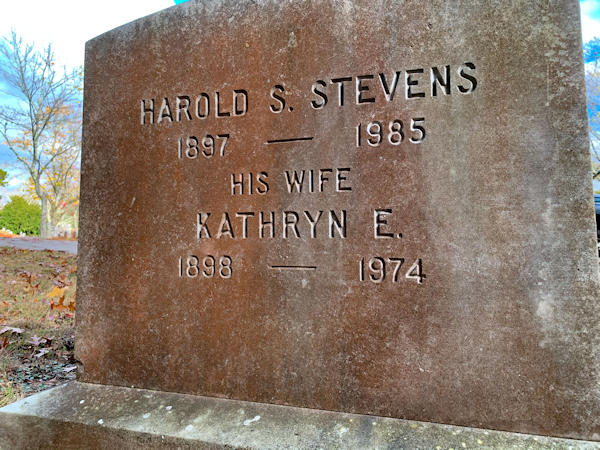 HAROLD S. STEVENS
1897 — 1985
HIS WIFE
KATHRYN E.
1898 — 1974